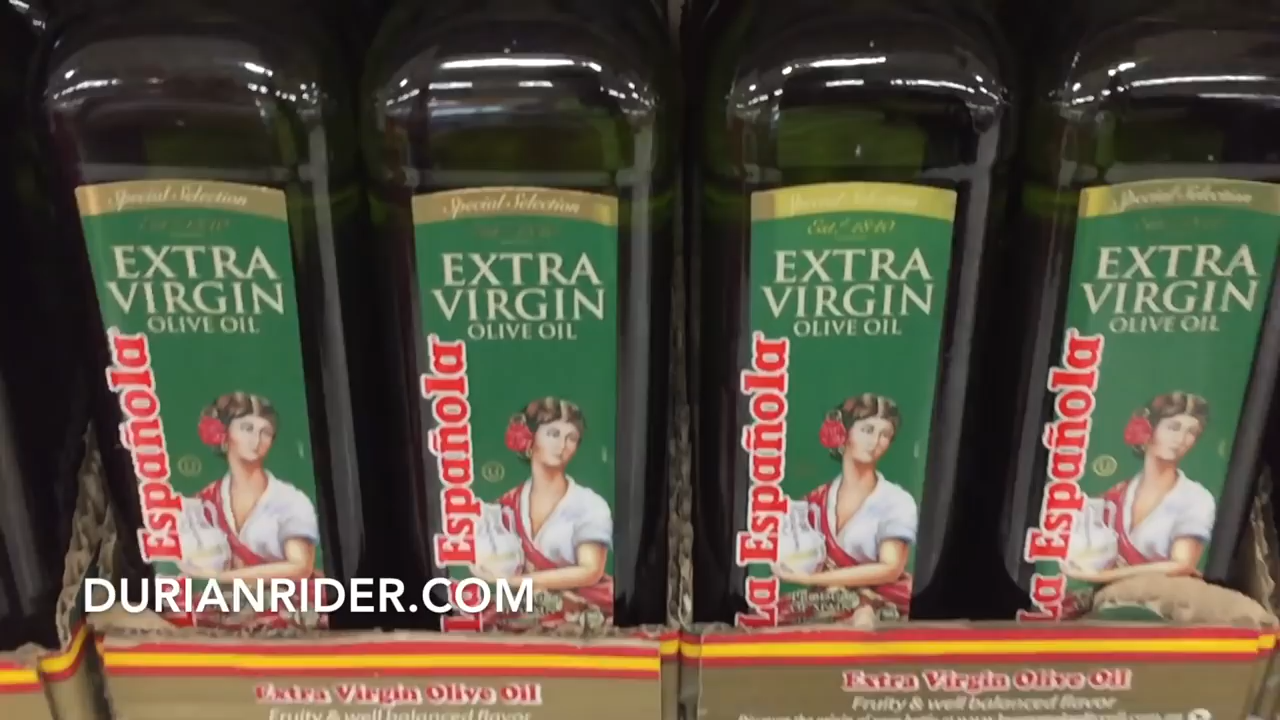 Special Selection
EXTRA
VIRGIN
OLIVE OIL
Española
Special Selection
EXTRA
VIRGIN
OLIVE OIL
Española
Special Selection
Est.d 1840
EXTRA
VIRGIN
OLIVE OIL
La Española
Special Selection
EXTRA
VIRGIN
OLIVE OIL
La Española
DURIANRIDER.COM
Extra Virgin Olive Oil
Fruity & well balanced flavor
Extra Virgin Olive Oil
Fruity & well balanced flavor